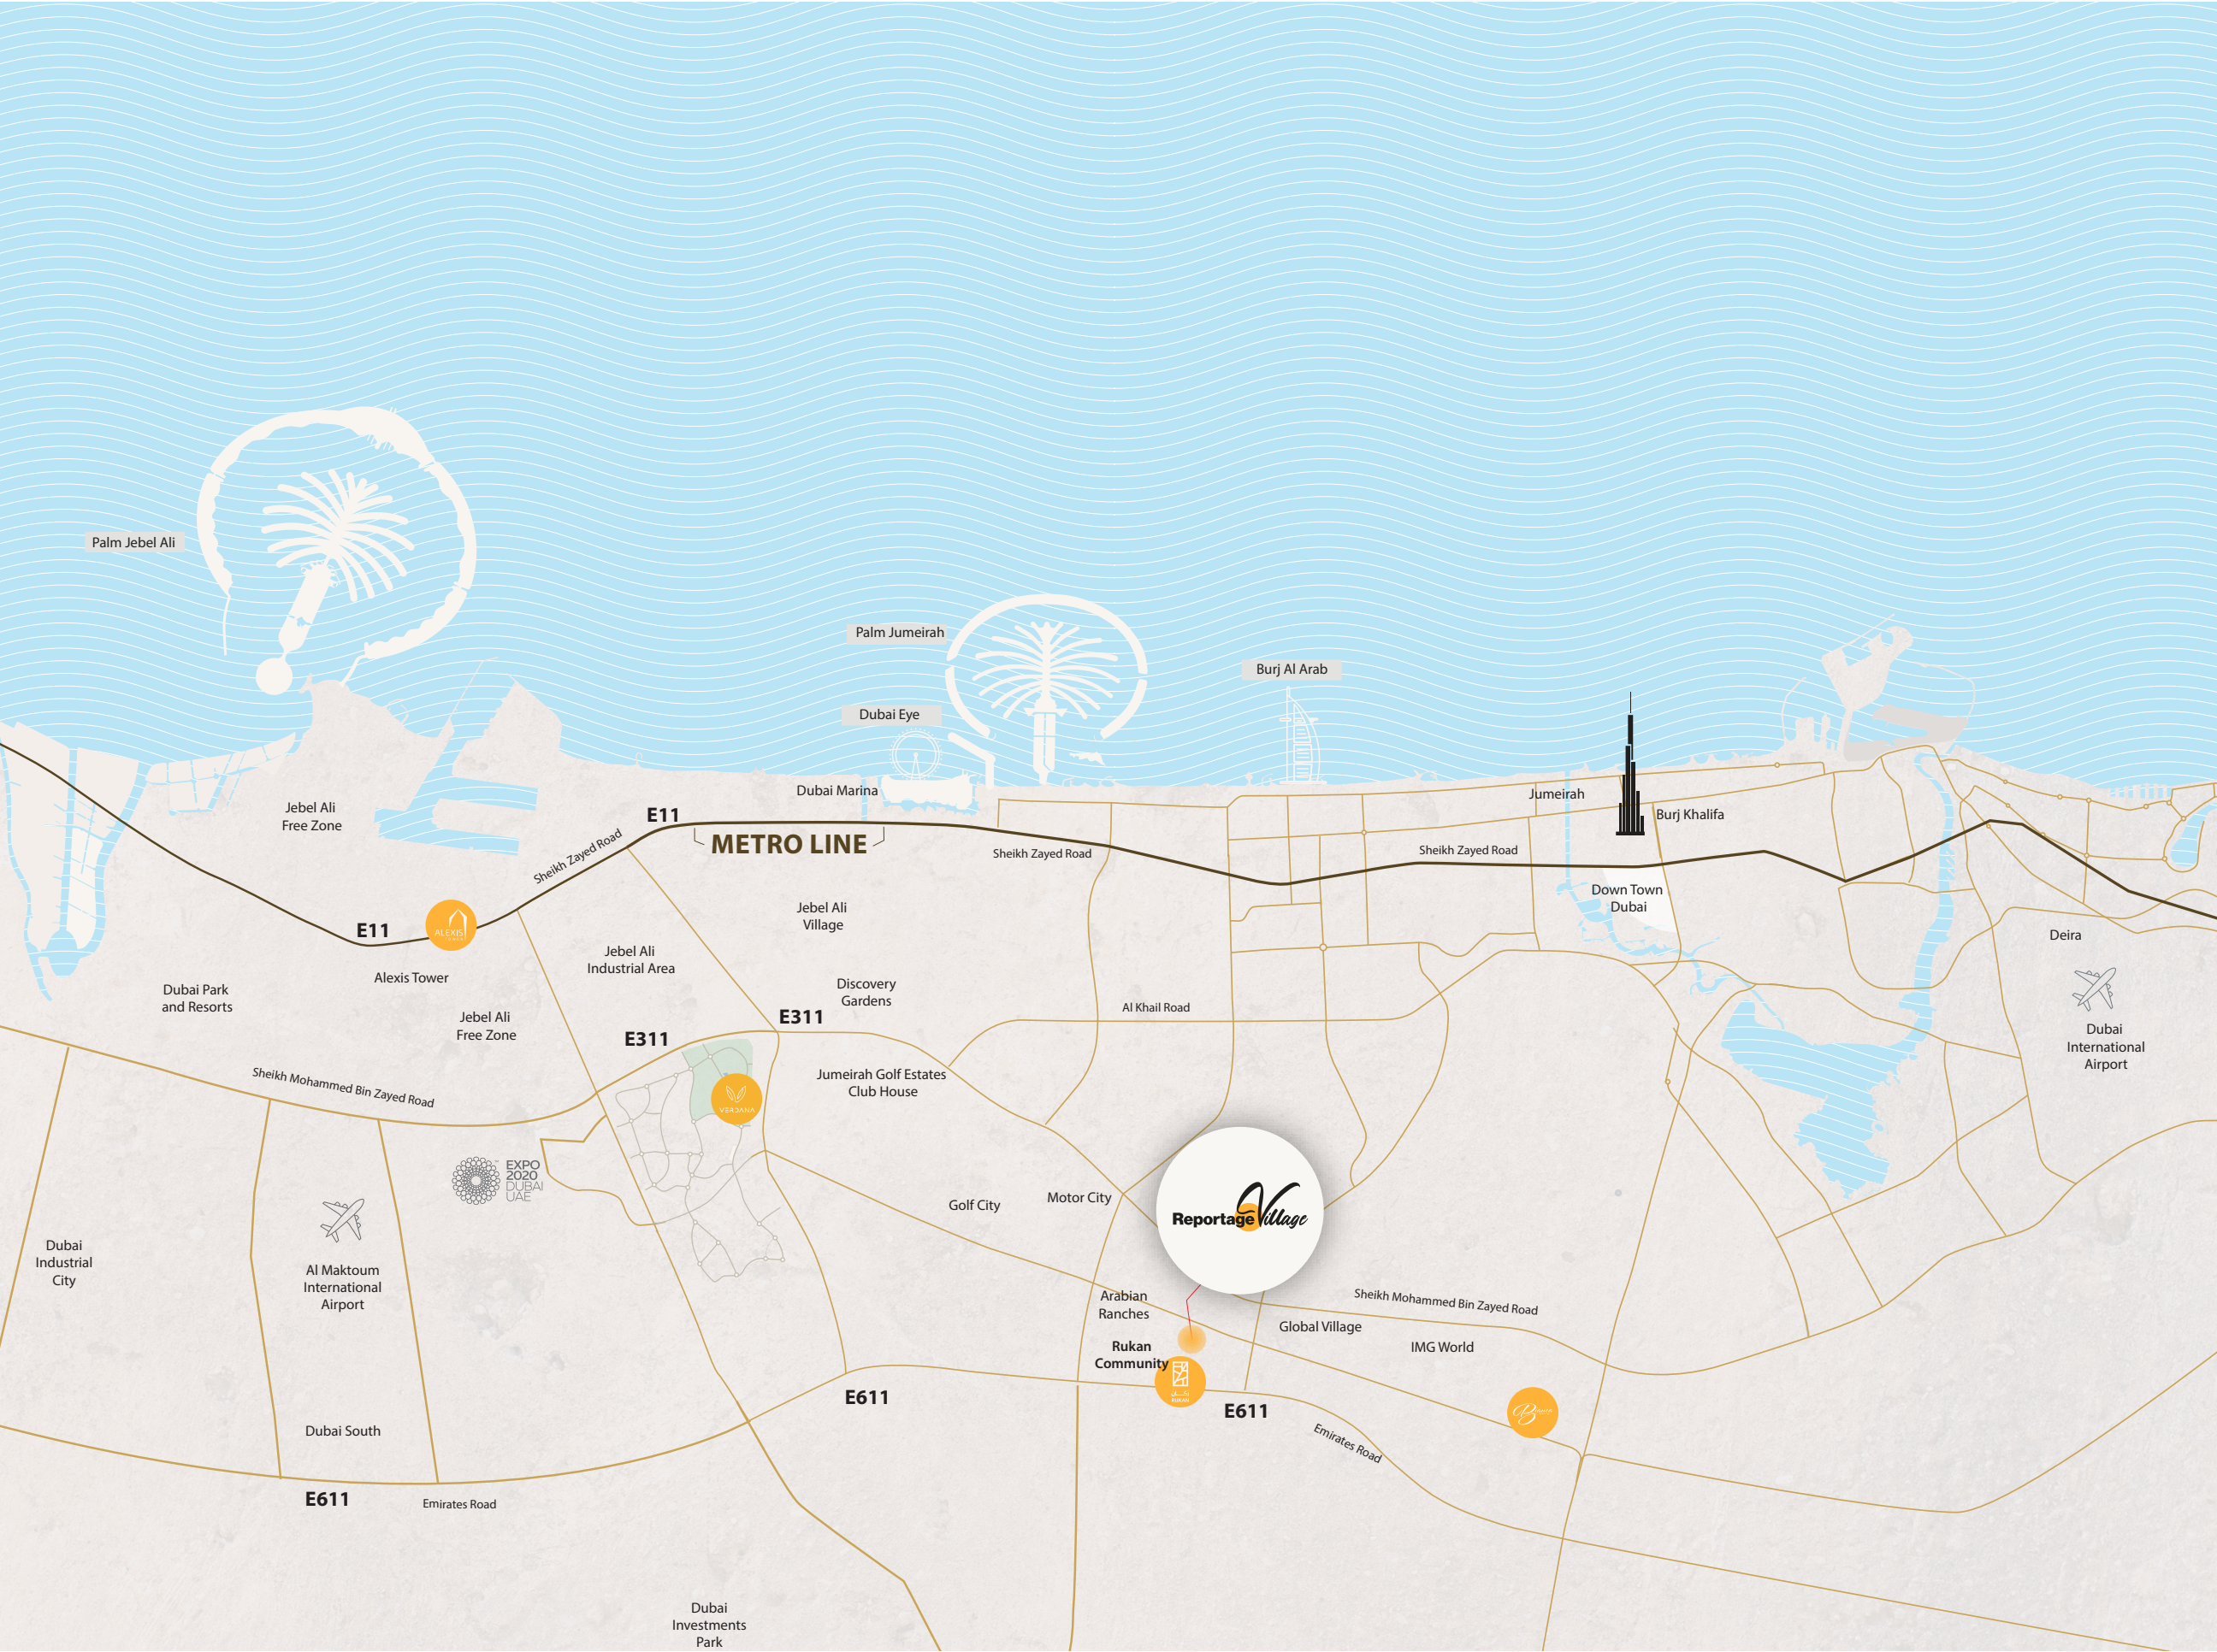 Palm Jebel Ali
Palm Jumeirah
Burj Al Arab
Dubai Eye
Dubai Marina
Jumeirah
Jebel Ali
Free Zone
E11
Burj Khalifa
METRO LINE
Sheikh Zayed Road
Sheikh Zayed Road
Sheikh Zayed Road
Down Town
Dubai
Jebel Ali
Village
E11
ALEXIS
TOWER
Deira
Jebel Ali
Industrial Area
Alexis Tower
Dubai Park
and Resorts
Discovery
Gardens
Al Khail Road
Jebel Ali
Free Zone
E311
E311
Dubai
International
Airport
Sheikh Mohammed Bin Zayed Road
Jumeirah Golf Estates
Club House
VERDANA
EXPO
2020
DUBAI
UAE
Golf City
Motor City
Reportage Village
Dubai
Industrial
City
Al Maktoum
International
Airport
Arabian
Ranches
Sheikh Mohammed Bin Zayed Road
Global Village
IMG World
Rukan
Community
RUKAN
E611
E611
Emirates Road
Dubai South
E611
Emirates Road
Dubai
Investments
Park